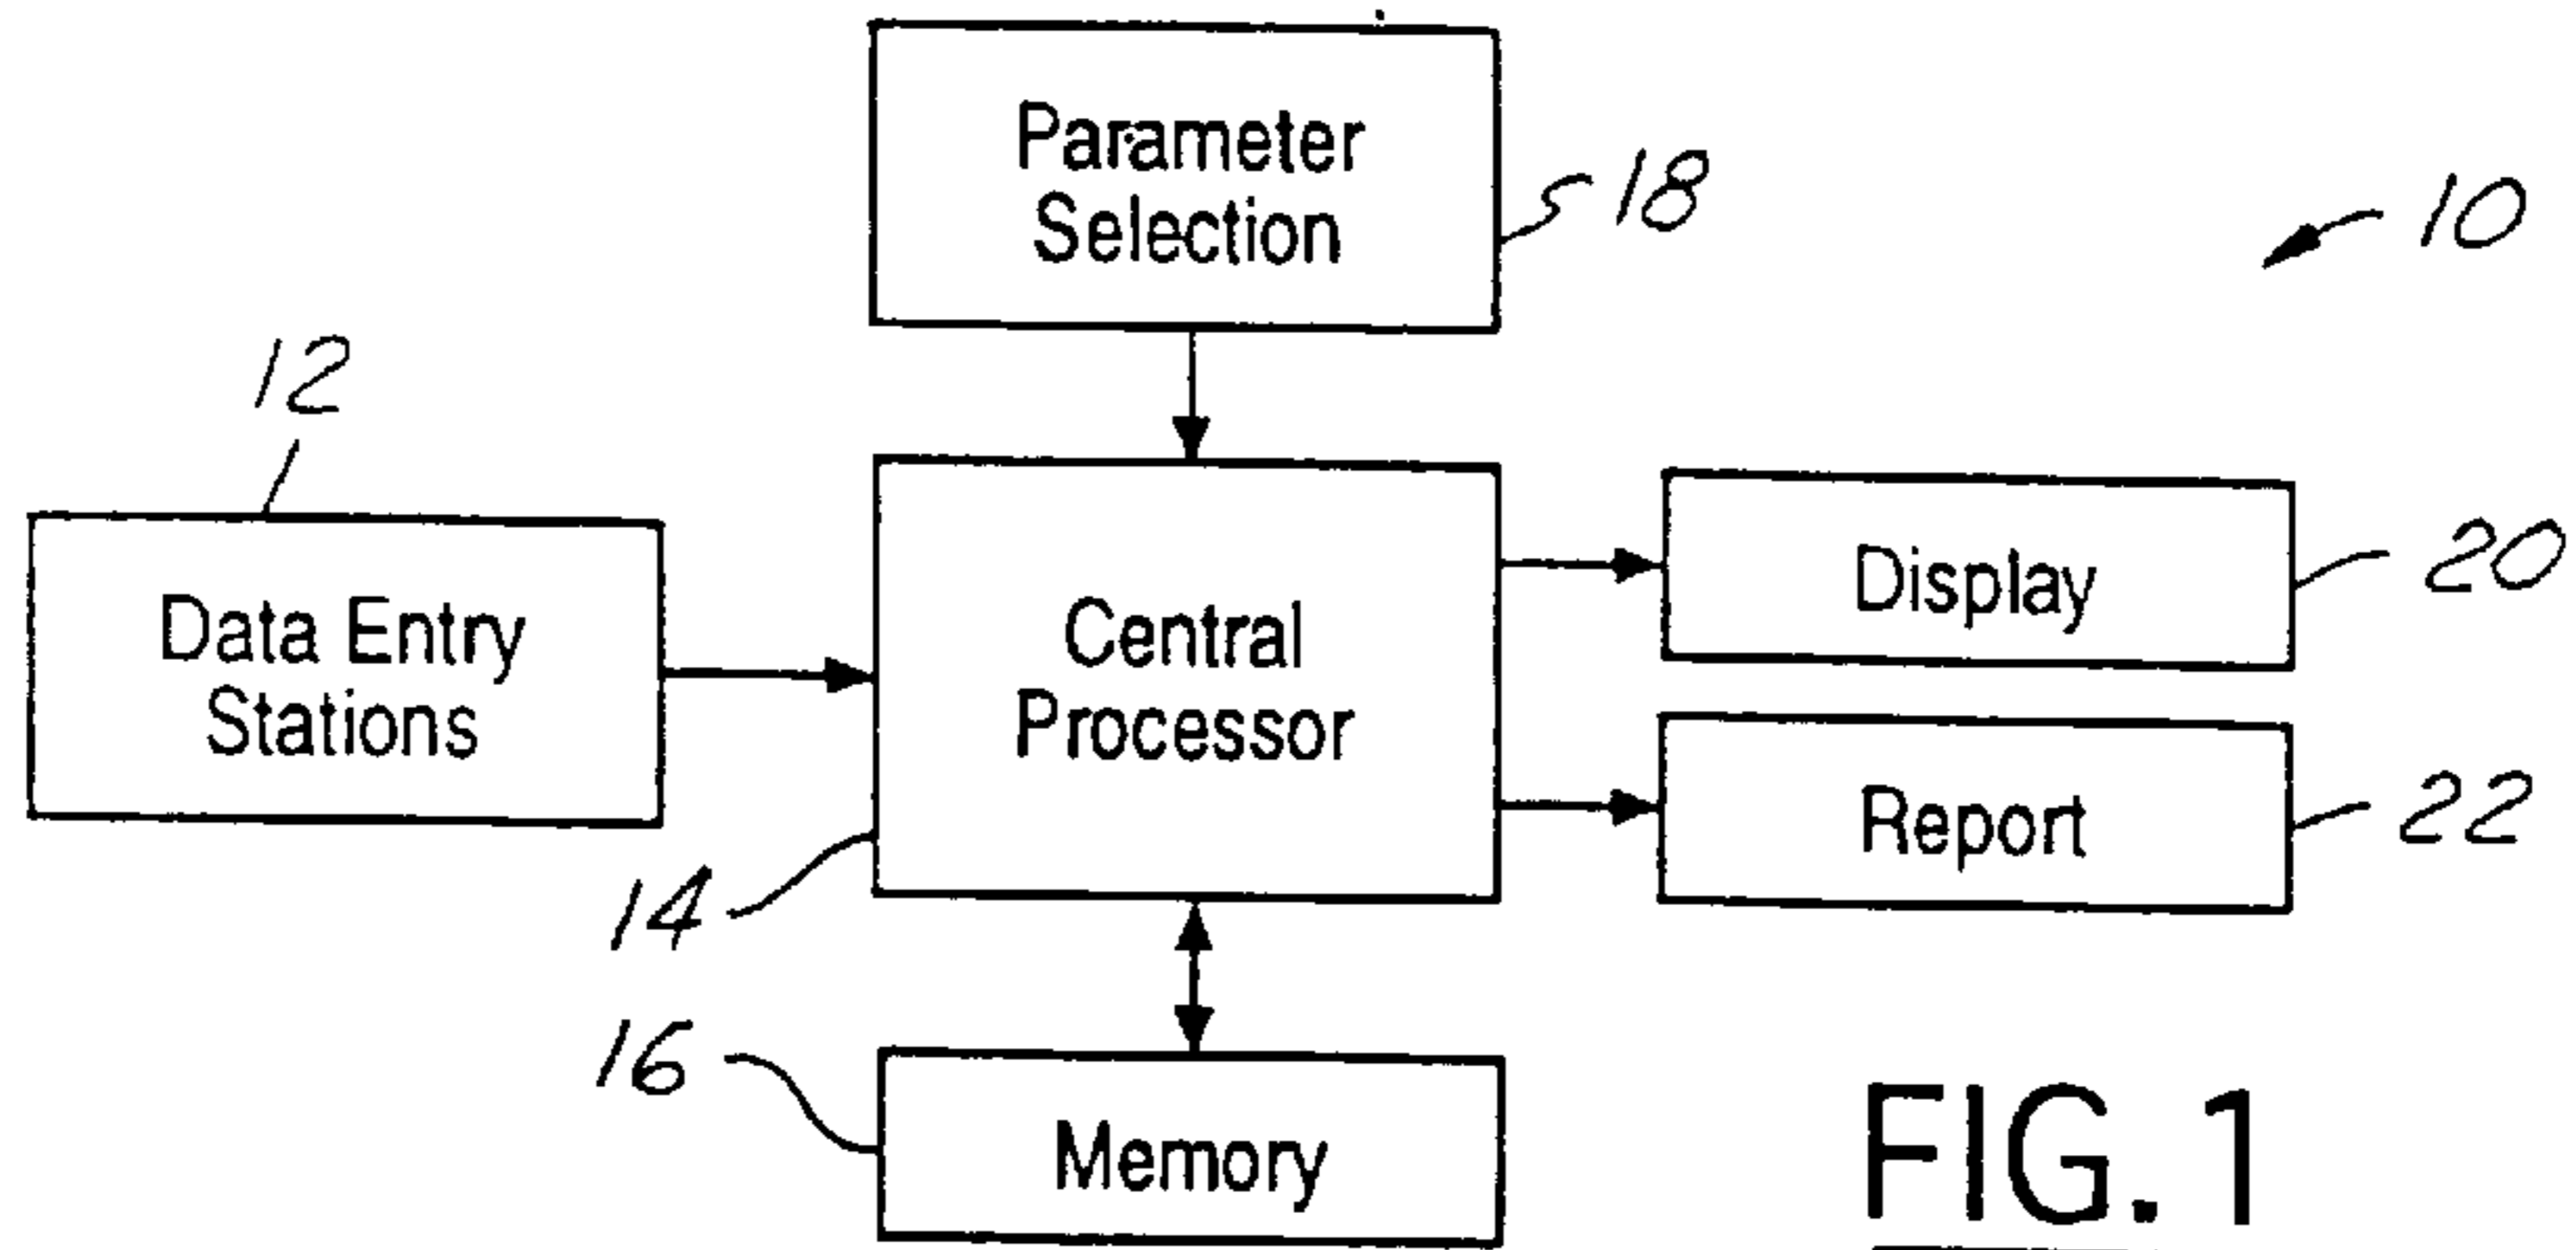 Parameter
Selection
18
10
12
Data Entry
Stations
Central
Processor
Display
20
Report
22
14
16
Memory
FIG. 1